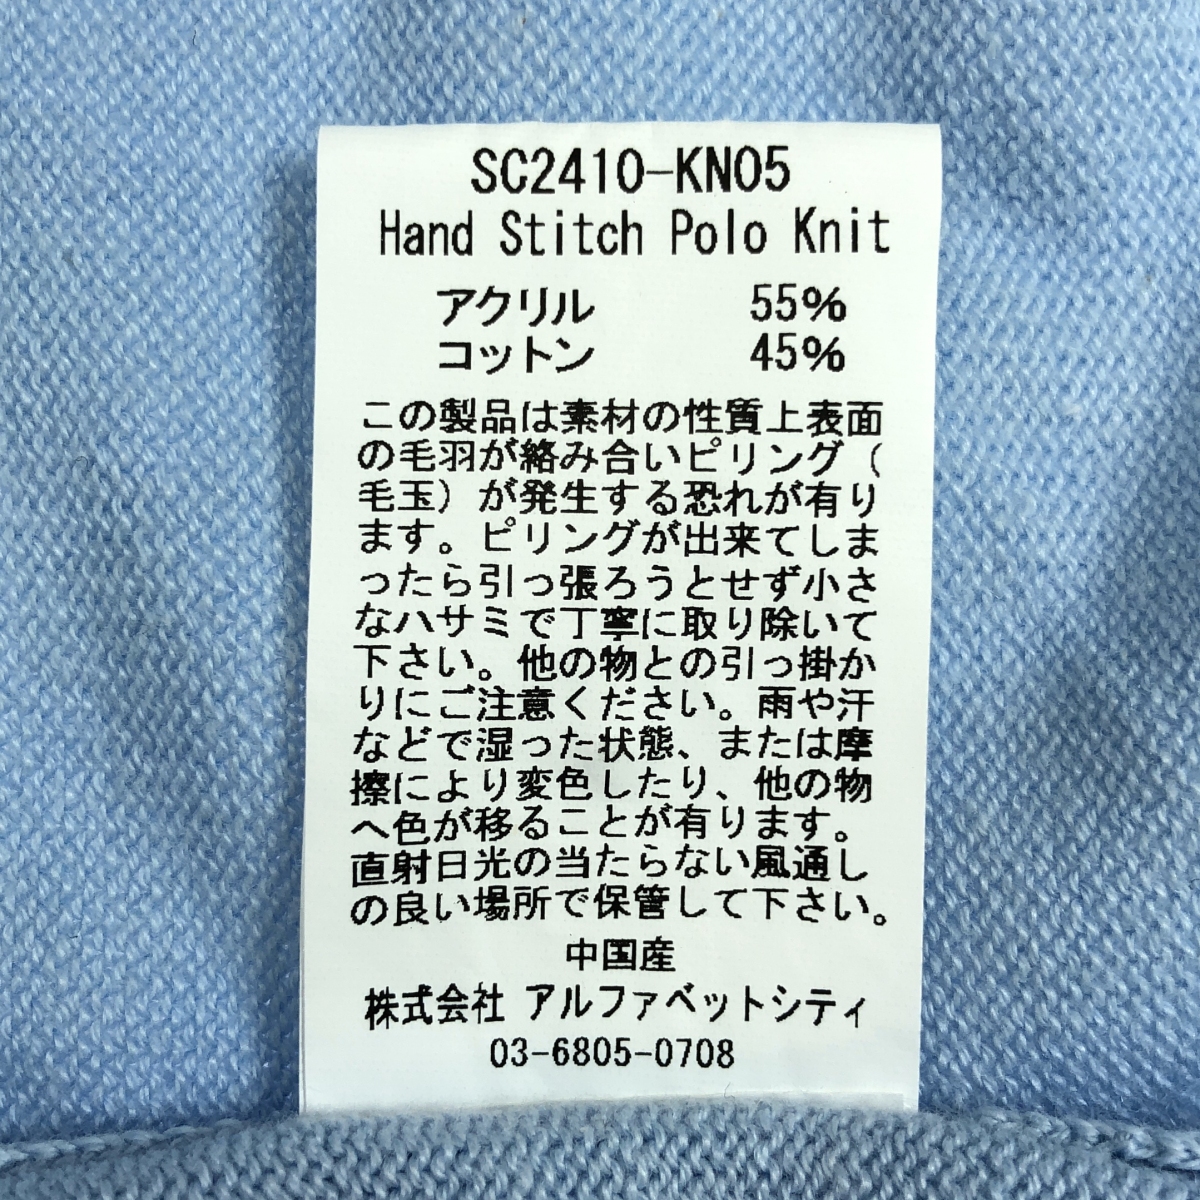 SC2410-KN05
Hand Stitch Polo Knit
アクリル 55%
コットン 45%
この製品は素材の性質上表面
の毛羽が絡み合いピリング（
毛玉）が発生する恐れが有り
ます。ピリングが出来てしま
ったら引っ張ろうとせず小さ
なハサミで丁寧に取り除いて
下さい。他の物との引っ掛か
りにご注意ください。雨や汗
などで湿った状態、または摩
擦により変色したり、他の物
へ色が移ることが有ります。
直射日光の当たらない風通し
の良い場所で保管して下さい。
中国産
株式会社 アルファベットシティ
03-6805-0708